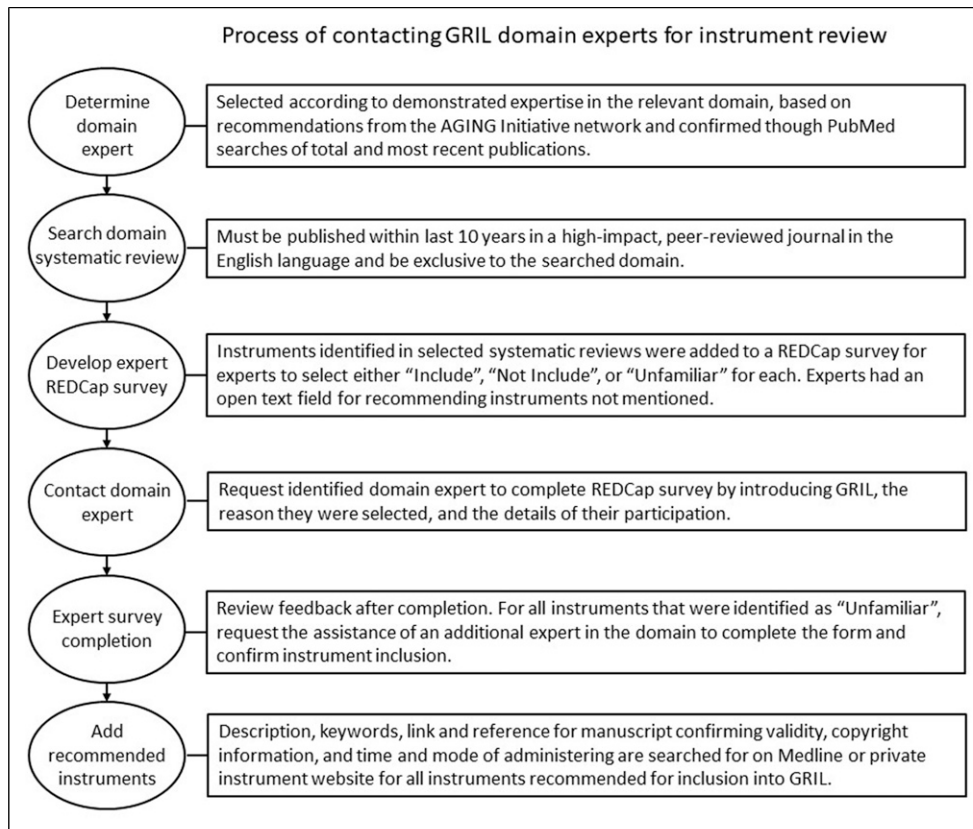 Process of contacting GRIL domain experts for instrument review
Determine
domain
expert
Selected according to demonstrated expertise in the relevant domain, based on
recommendations from the AGING Initiative network and confirmed though PubMed
searches of total and most recent publications.
Search domain
systematic review
Must be published within last 10 years in a high-impact, peer-reviewed journal in the
English language and be exclusive to the searched domain.
Develop expert
REDCap survey
Instruments identified in selected systematic reviews were added to a REDCap survey for
experts to select either “Include”, “Not Include”, or “Unfamiliar” for each. Experts had an
open text field for recommending instruments not mentioned.
Contact domain
expert
Request identified domain expert to complete REDCap survey by introducing GRIL, the
reason they were selected, and the details of their participation.
Expert survey
completion
Review feedback after completion. For all instruments that were identified as “Unfamiliar”,
request the assistance of an additional expert in the domain to complete the form and
confirm instrument inclusion.
Add
recommended
instruments
Description, keywords, link and reference for manuscript confirming validity, copyright
information, and time and mode of administering are searched for on Medline or private
instrument website for all instruments recommended for inclusion into GRIL.